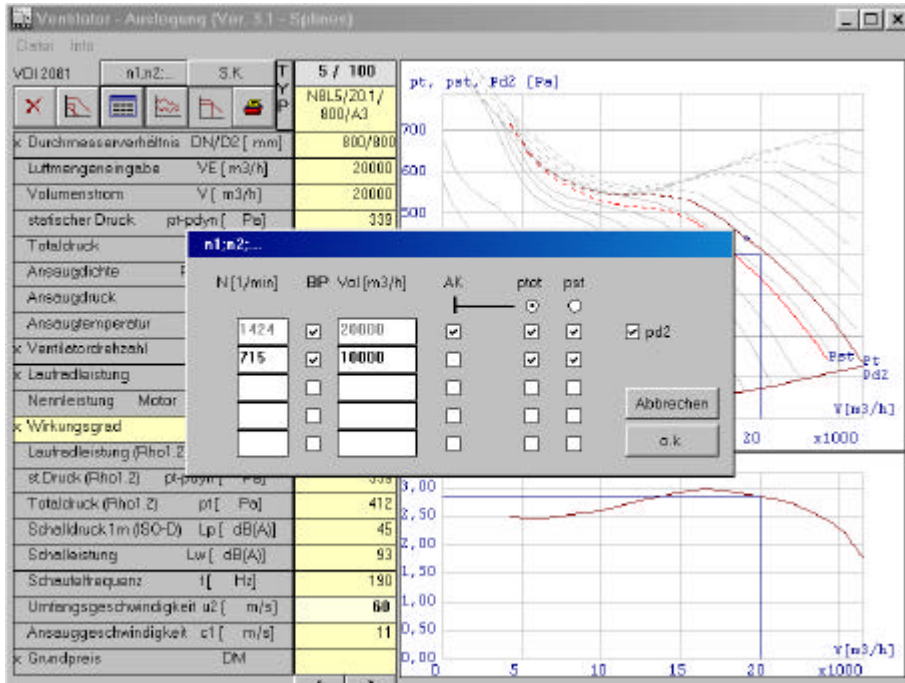 Ventilator - Auslegung (Ver. 3.1 - Splines)
Datei Info
VDI 2081 n1;n2;... S.K. TYP 5 / 100
N8L5/20.1/
800/A3
x Durchmesserverhältnis DN/D2 [ mm] 800/800
Luftmengeneingabe VE [ m3/h] 20000
Volumenstrom V [ m3/h] 20000
statischer Druck pt-pdyn [ Pa] 339
Totaldruck
Ansaugdichte
Ansaugdruck
Ansaugtemperatur
x Ventilatordrehzahl
x Laufradleistung
Nennleistung Motor
x Wirkungsgrad
Laufradleistung (Rho1.2
st.Druck (Rho1.2) pt-pdyn [ Pa] 339
Totaldruck (Rho1.2) pt [ Pa] 412
Schalldruck 1m (ISO-D) Lp [ dB(A)] 45
Schalleistung Lw [ dB(A)] 93
Schaufelfrequenz f[ Hz] 190
Umfangsgeschwindigkeit u2 [ m/s] 60
Ansauggeschwindigkeit c1 [ m/s] 11
x Grundpreis DM
n1;n2;...
N [1/min] BP Vol [m3/h] AK ptot pst
1424 20000 pd2
715 10000
Abbrechen
o.k
pt, pst, Pd2 [Pa]
700
600
500
Pst Pt
Pd2
V[m3/h]
20 x1000
3,00
2,50
2,00
1,50
1,00
0,50
0,00
V[m3/h]
0 5 10 15 20 x1000